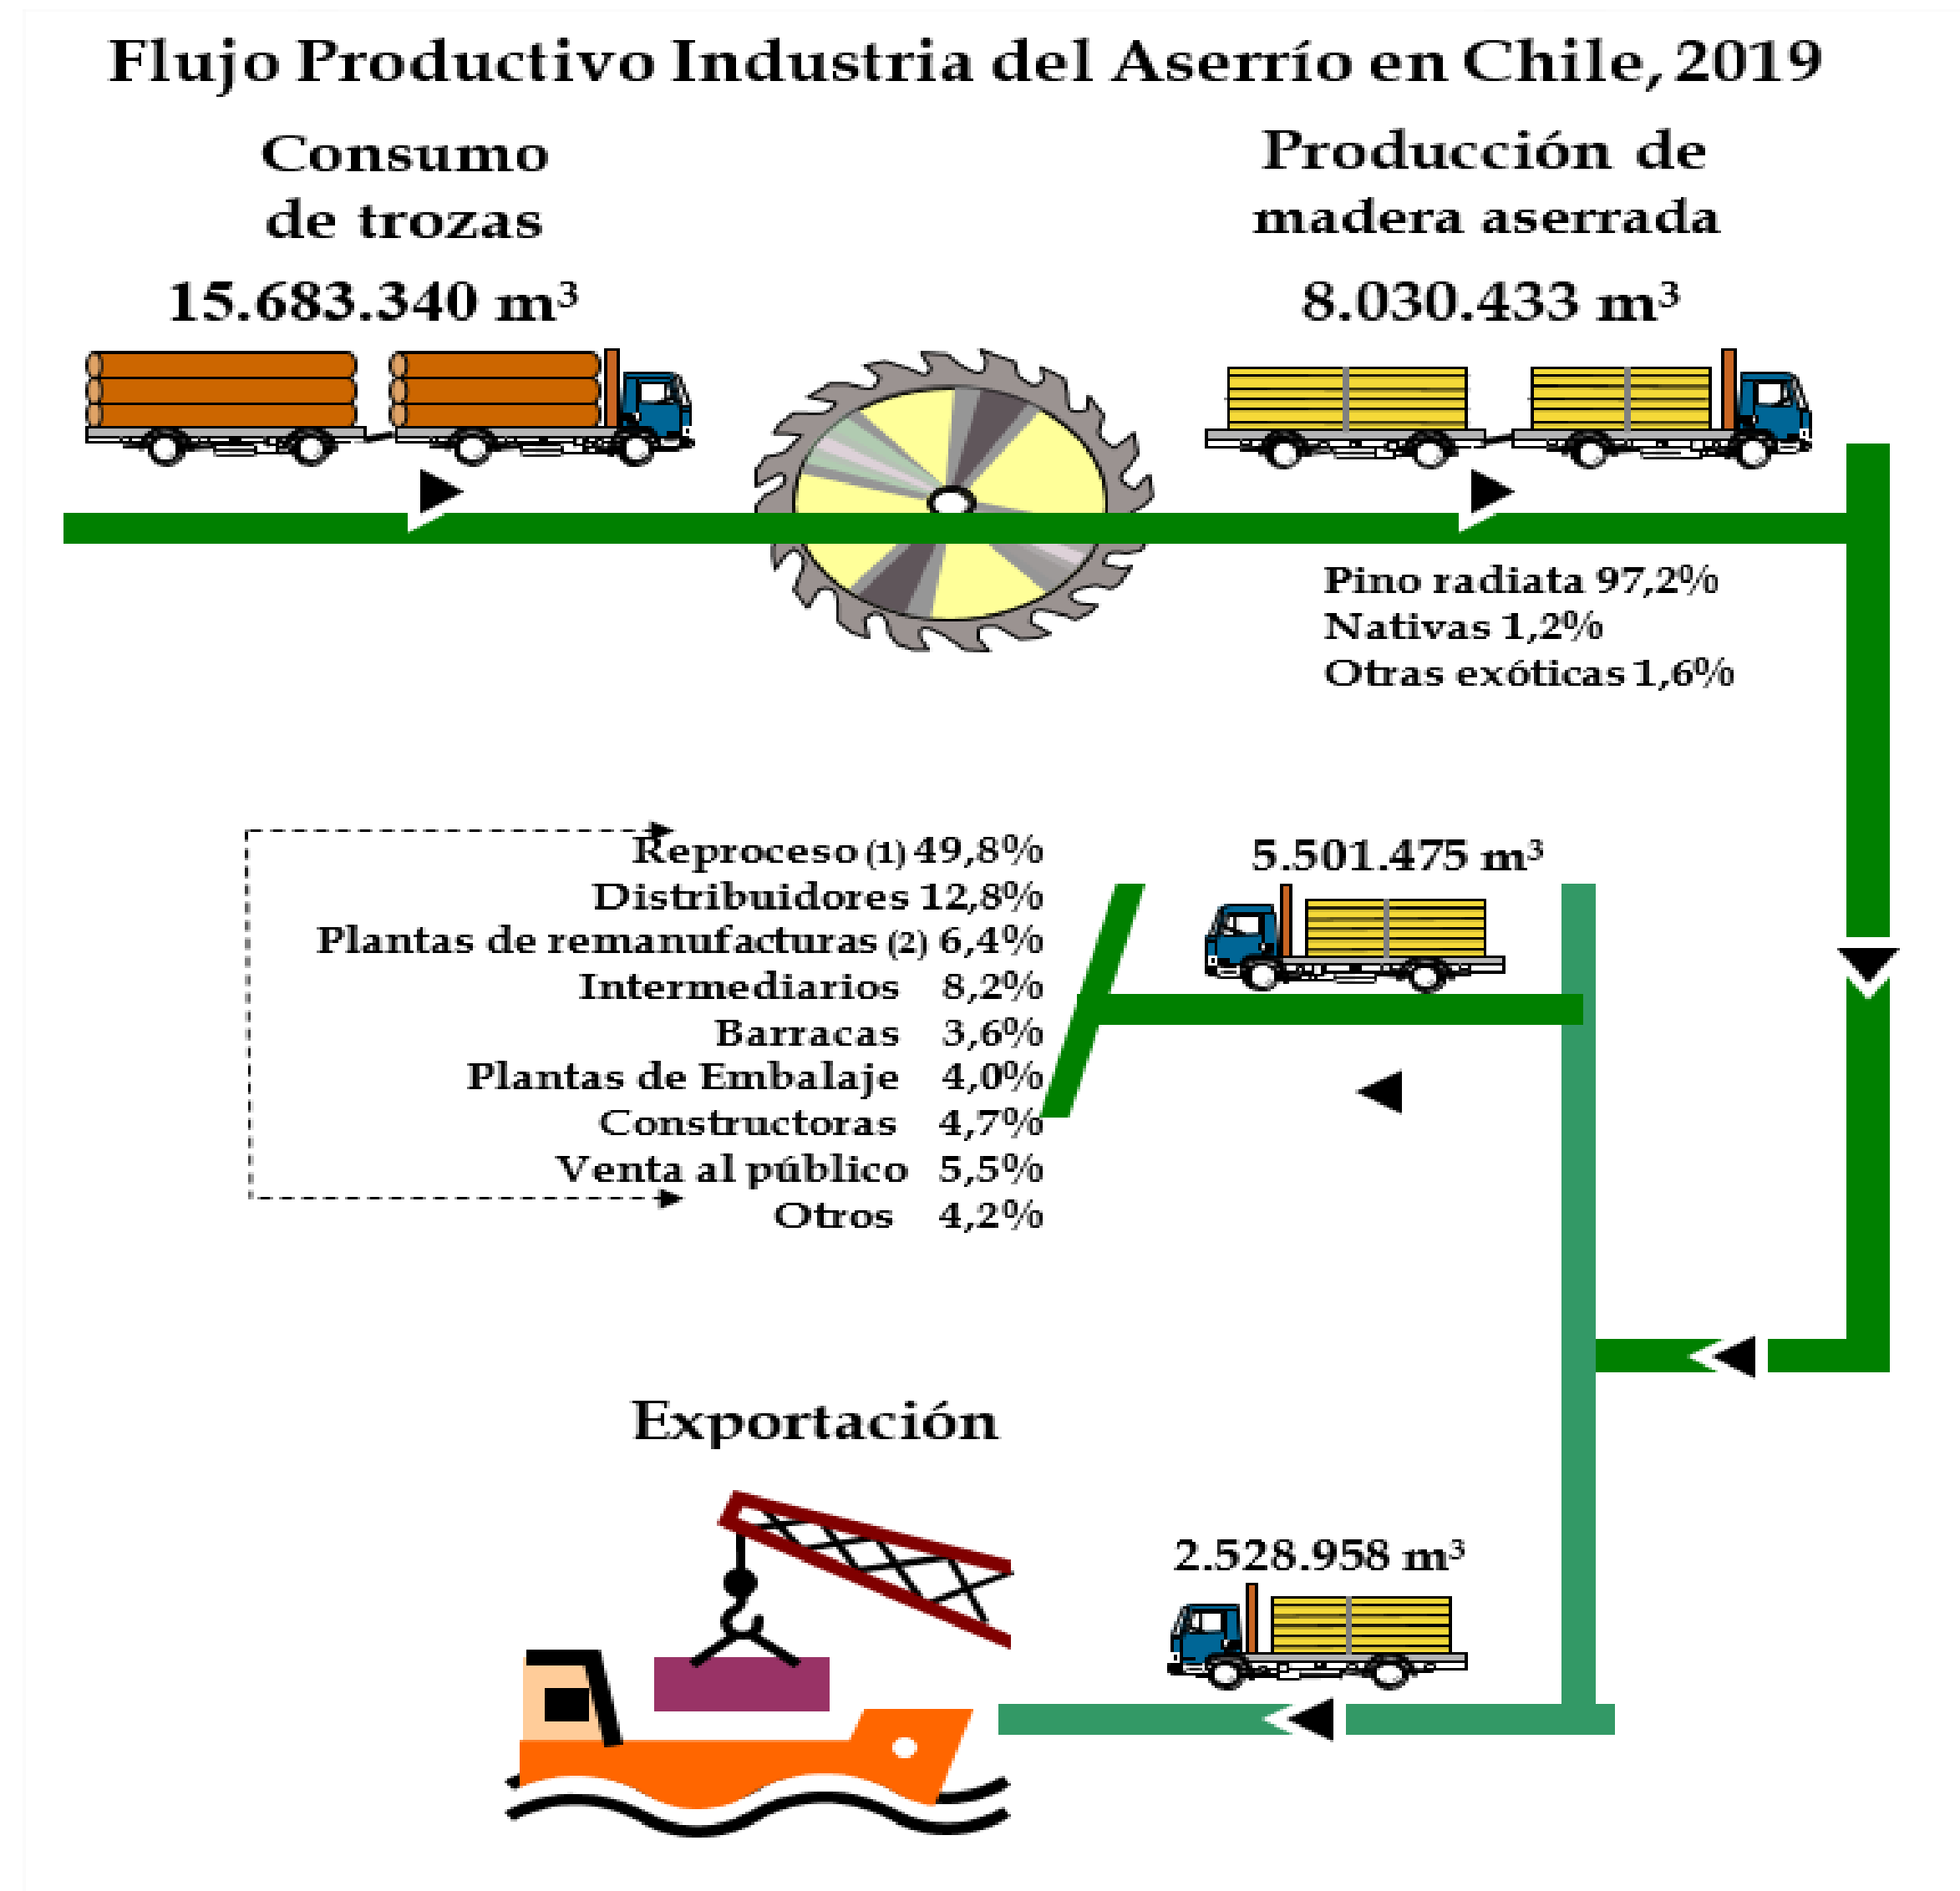 Flujo Productivo Industria del Aserrío en Chile, 2019
Consumo
de trozas
15.683.340 m³
Producción de
madera aserrada
8.030.433 m³
Pino radiata 97,2%
Nativas 1,2%
Otras exóticas 1,6%
Reproceso (1) 49,8%
Distribuidores 12,8%
Plantas de remanufacturas (2) 6,4%
Intermediarios 8,2%
Barracas 3,6%
Plantas de Embalaje 4,0%
Constructoras 4,7%
Venta al público 5,5%
Otros 4,2%
5.501.475 m³
Exportación
2.528.958 m³